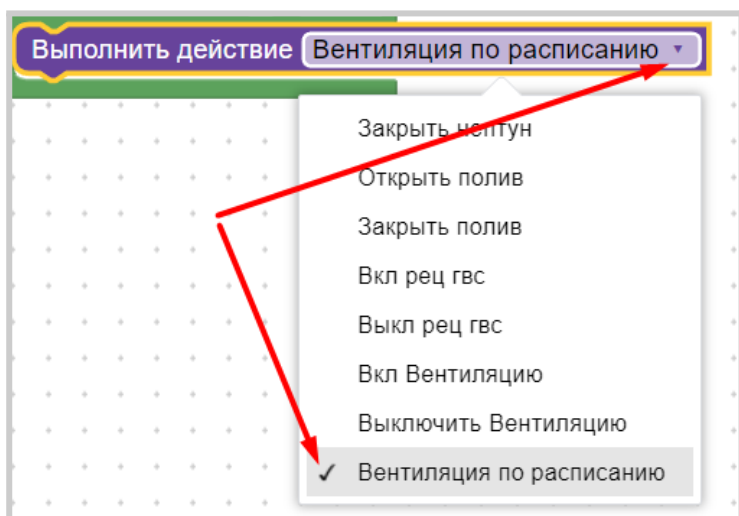 Выполнить действие Вентиляция по расписанию
Закрыть нептун
Открыть полив
Закрыть полив
Вкл рец гвс
Выкл рец гвс
Вкл Вентиляцию
Выключить Вентиляцию
Вентиляция по расписанию